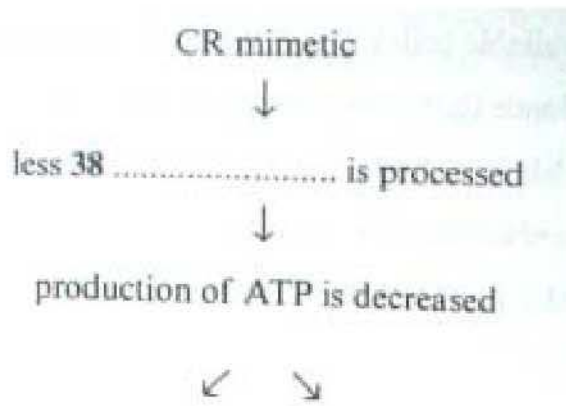 CR mimetic
↓
less 38 ........................ is processed
↓
production of ATP is decreased
↙ ↘